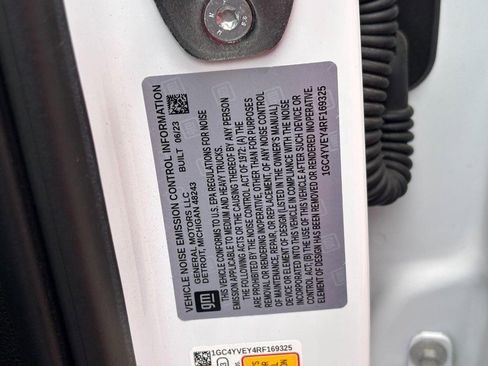 VEHICLE NOISE EMISSION CONTROL INFORMATION
GENERAL MOTORS LLC BUILT 06/23
DETROIT, MICHIGAN 48243
gm
THIS VEHICLE CONFORMS TO U.S. EPA REGULATIONS FOR NOISE
EMISSION APPLICABLE TO MEDIUM AND HEAVY TRUCKS.
THE FOLLOWING ACTS OR THE CAUSING THEREOF BY ANY PERSON
ARE PROHIBITED BY THE NOISE CONTROL ACT OF 1972: (A) THE
REMOVAL OR RENDERING INOPERATIVE, OTHER THAN FOR PURPOSES
OF MAINTENANCE, REPAIR, OR REPLACEMENT, OF ANY NOISE CONTROL
DEVICE OR ELEMENT OF DESIGN (LISTED IN THE OWNER'S MANUAL)
INCORPORATED INTO THIS VEHICLE IN COMPLIANCE WITH THE NOISE
CONTROL ACT; (B) THE USE OF THIS VEHICLE AFTER SUCH DEVICE OR
ELEMENT OF DESIGN HAS BEEN REMOVED OR RENDERED INOPERATIVE.
1GC4YVEY4RF169325
1GC4YVEY4RF169325